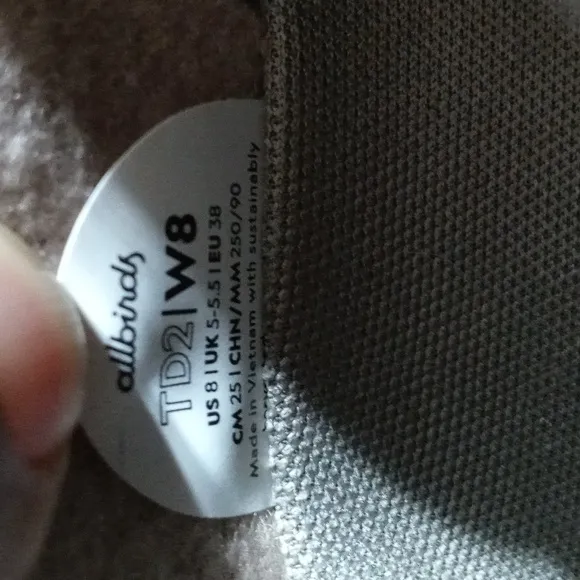 allbirds
TD2|W8
US 8 | UK 5-5.5 | EU 38
CM 25 | CHN/MM 250/90
Made in Vietnam with sustainably